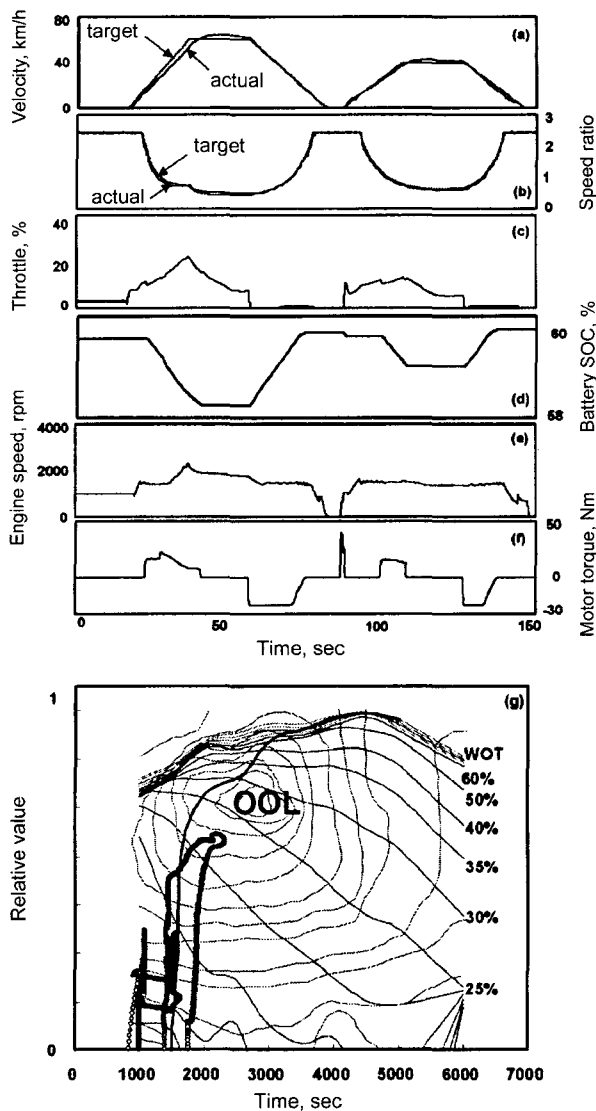 80
(a)
target
40
actual
0
Velocity, km/h
3
target
2
1
actual
(b)
0
Speed ratio
40
(c)
20
0
Throttle, %
60
(d)
58
Battery SOC, %
4000
(e)
2000
0
Engine speed, rpm
50
(f)
0
-30
Motor torque, Nm
0 50 100 150
Time, sec
1
(g)
WOT
60%
OOL
50%
40%
35%
30%
25%
Relative value
0
0 1000 2000 3000 4000 5000 6000 7000
Time, sec